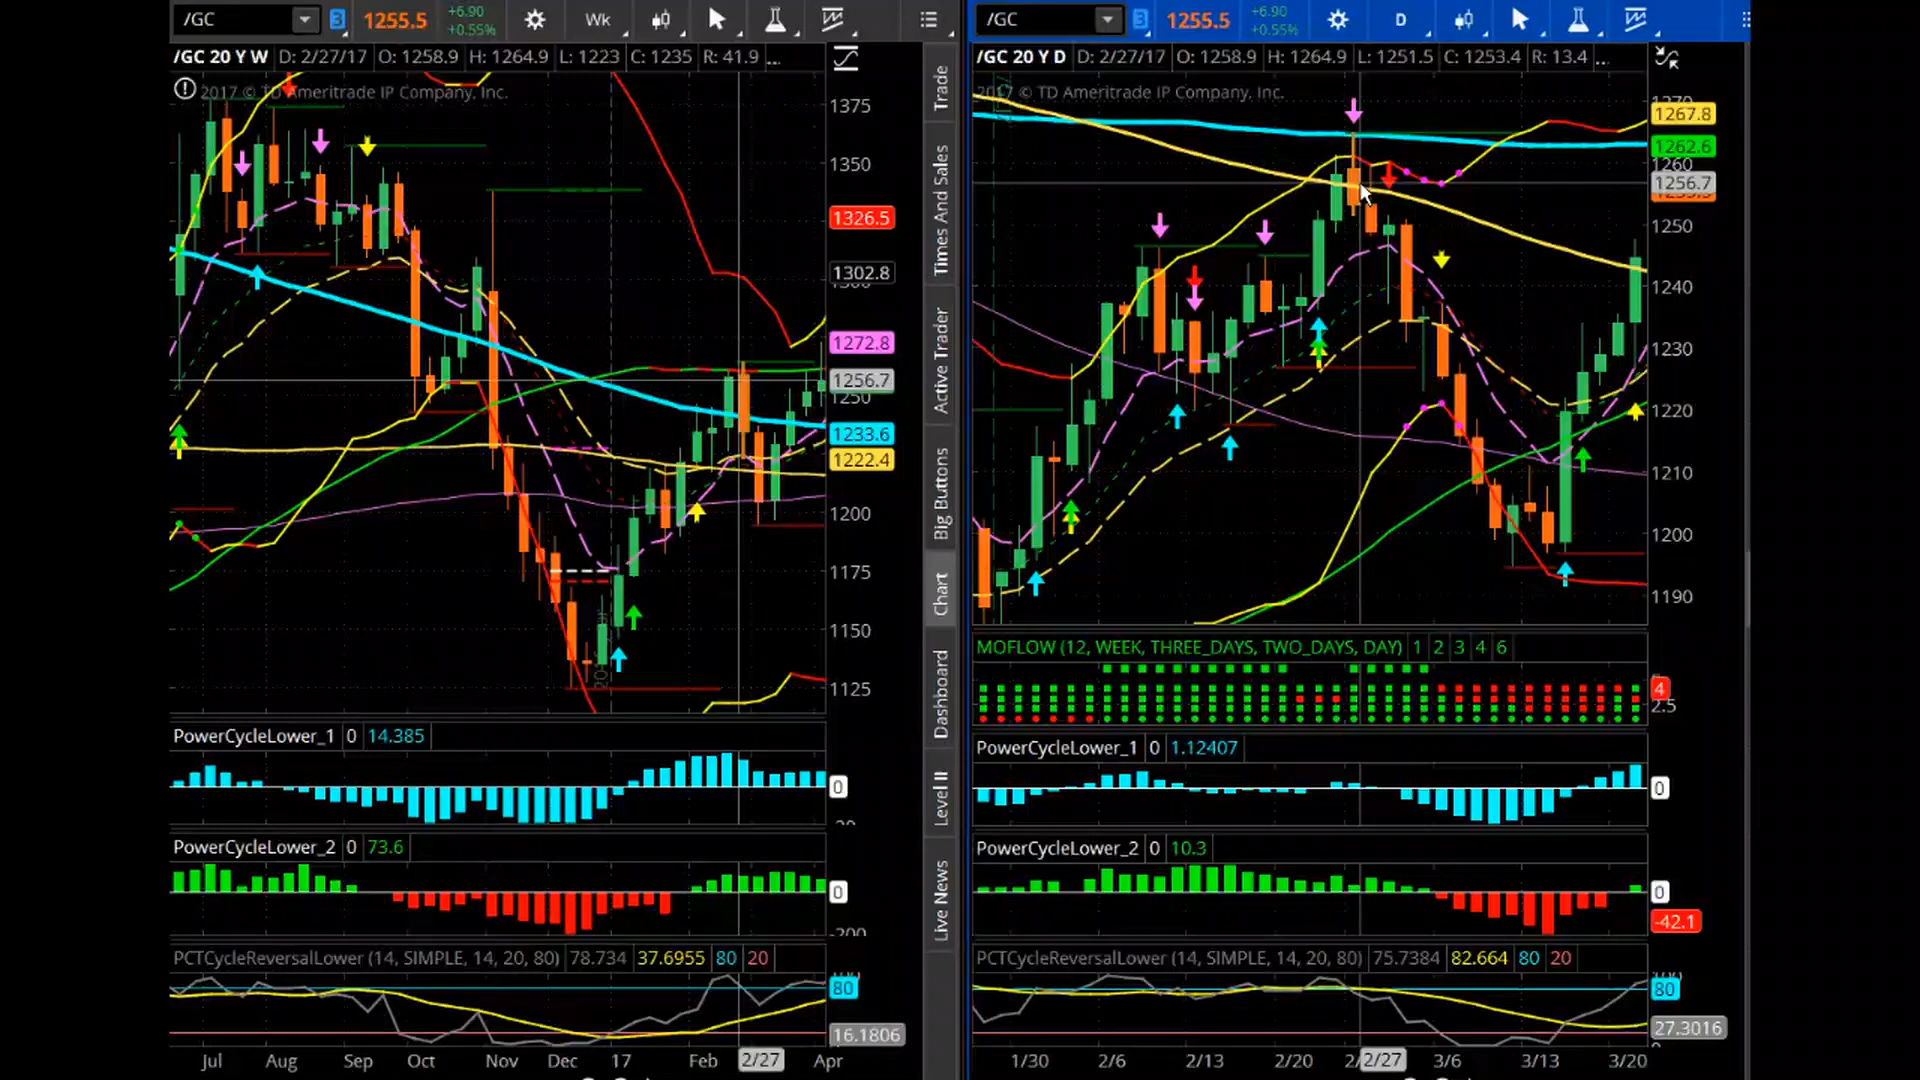 /GC 3 1255.5 +6.90 +0.55% Wk
/GC 20 Y W D: 2/27/17 O: 1258.9 H: 1264.9 L: 1223 C: 1235 R: 41.9 ...
2017 © TD Ameritrade IP Company, Inc.
1375
1350
1326.5
1302.8
1272.8
1256.7
1250
1233.6
1222.4
1200
1175
1150
1125
PowerCycleLower_1 0 14.385
0
PowerCycleLower_2 0 73.6
0
-200
PCTCycleReversalLower (14, SIMPLE, 14, 20, 80) 78.734 37.6955 80 20
80
16.1806
Jul Aug Sep Oct Nov Dec 17 Feb 2/27 Apr
Trade
Times And Sales
Active Trader
Big Buttons
Chart
Dashboard
Level II
Live News
/GC 3 1255.5 +6.90 +0.55% D
/GC 20 Y D D: 2/27/17 O: 1258.9 H: 1264.9 L: 1251.5 C: 1253.4 R: 13.4 ...
2017 © TD Ameritrade IP Company, Inc.
1270
1267.8
1262.6
1260
1256.7
1250
1240
1230
1220
1210
1200
1190
MOFLOW (12, WEEK, THREE_DAYS, TWO_DAYS, DAY) 1 2 3 4 6
4
2.5
PowerCycleLower_1 0 1.12407
0
PowerCycleLower_2 0 10.3
0
-42.1
PCTCycleReversalLower (14, SIMPLE, 14, 20, 80) 75.7384 82.664 80 20
80
27.3016
1/30 2/6 2/13 2/20 2/27 3/6 3/13 3/20